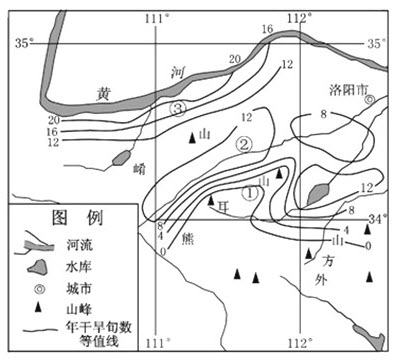 111° 112°
35° 35°
16
20
12
黄 河
③
洛阳市
20
16
12
山
12
8
②
崤
山
①
耳
12
8
34°
熊
8
4
0
山
4
0
方
外
图 例
河流
水库
城市
山峰
年干旱旬数
等值线
111° 112°